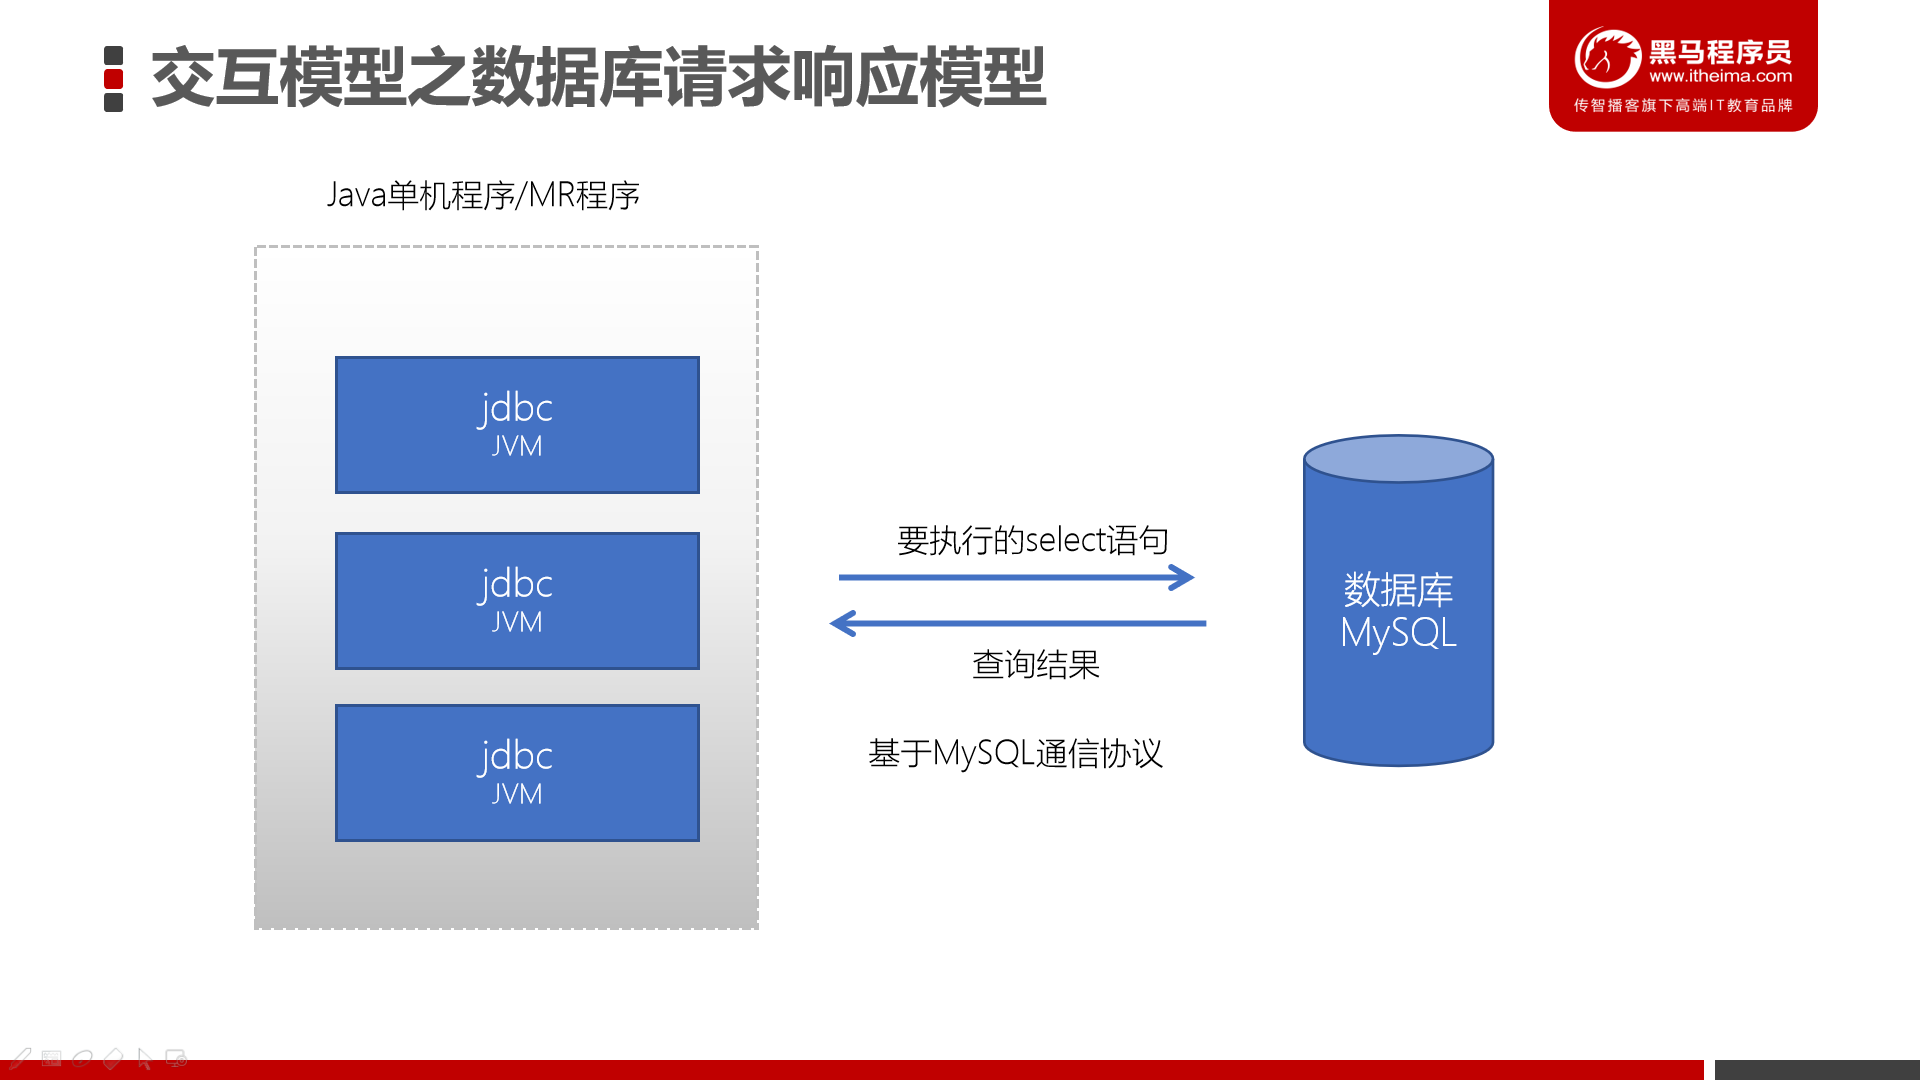 交互模型之数据库请求响应模型
黑马程序员
www.itheima.com
传智播客旗下高端IT教育品牌
Java单机程序/MR程序
jdbc
JVM
jdbc
JVM
jdbc
JVM
要执行的select语句
查询结果
基于MySQL通信协议
数据库
MySQL